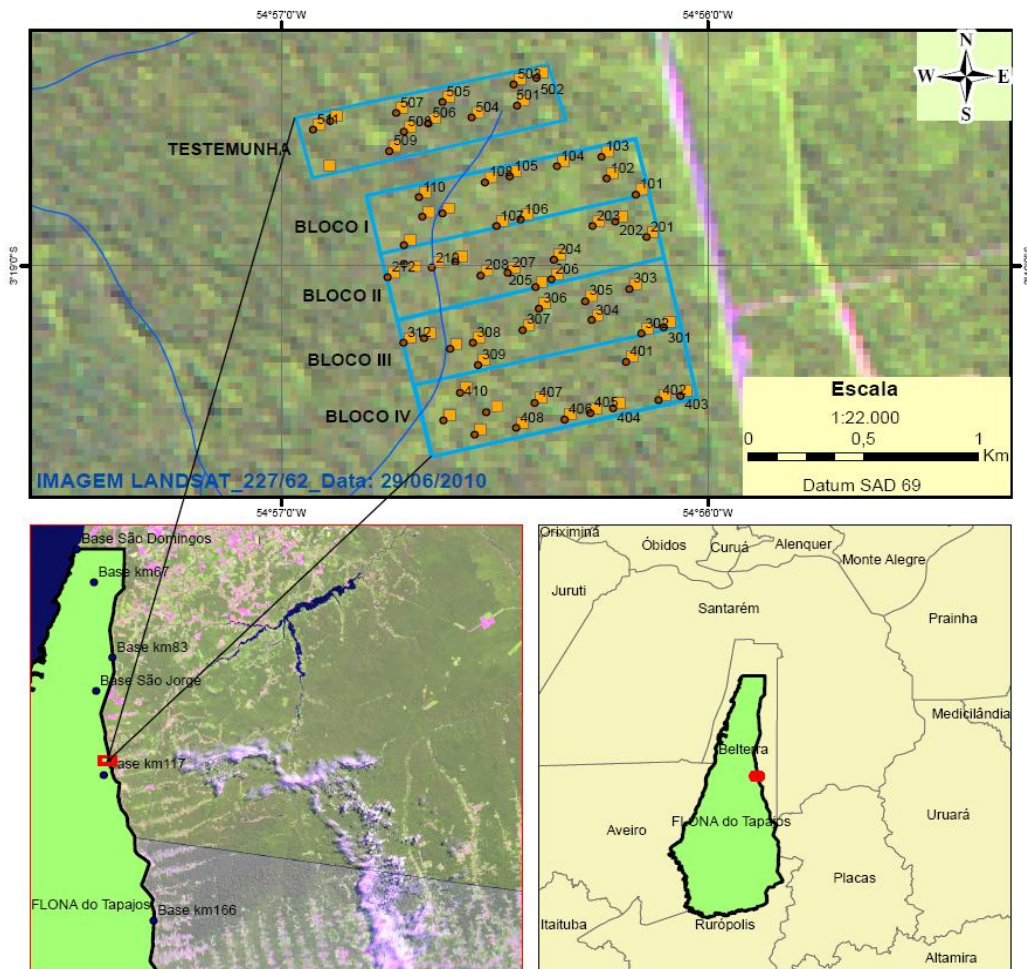 54°57'0"W
54°56'0"W
N
W
E
S
503
502
505
501
507
504
506
511
508
509
TESTEMUNHA
103
104
105
102
108
101
110
106
107
203
BLOCO I
202
201
204
210
207
208
212
206
205
303
BLOCO II
305
306
304
307
302
312
308
301
BLOCO III
309
401
410
407
402
405
403
406
404
408
BLOCO IV
3°19'0"S
Escala
1:22.000
0
0,5
1
Km
Datum SAD 69
IMAGEM LANDSAT_227/62_Data: 29/06/2010
54°57'0"W
54°56'0"W
Base São Domingos
Base km67
Base km83
Base São Jorge
Base km117
FLONA do Tapajos
Base km166
Oriximiná
Óbidos
Curuá
Alenquer
Monte Alegre
Juruti
Santarém
Prainha
Medicilândia
Belterra
FLONA do Tapajos
Aveiro
Uruará
Placas
Itaituba
Rurópolis
Altamira